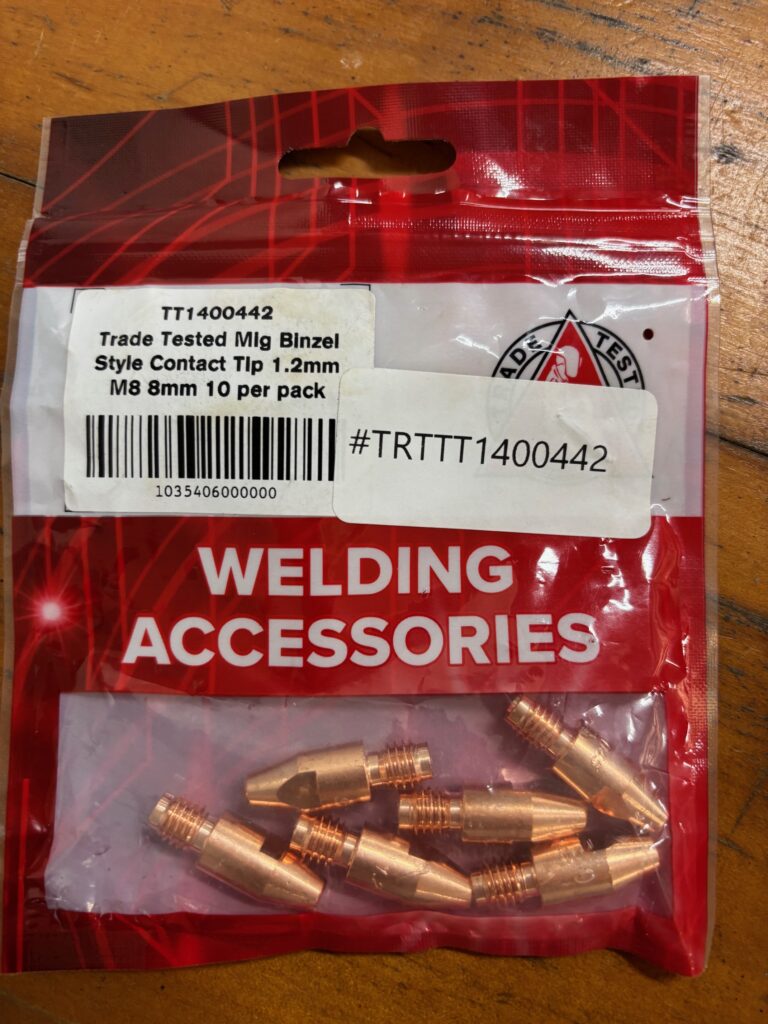 TT1400442
Trade Tested Mig Binzel
Style Contact Tip 1.2mm
M8 8mm 10 per pack
1035406000000
TEST
#TRTTT1400442
WELDING
ACCESSORIES